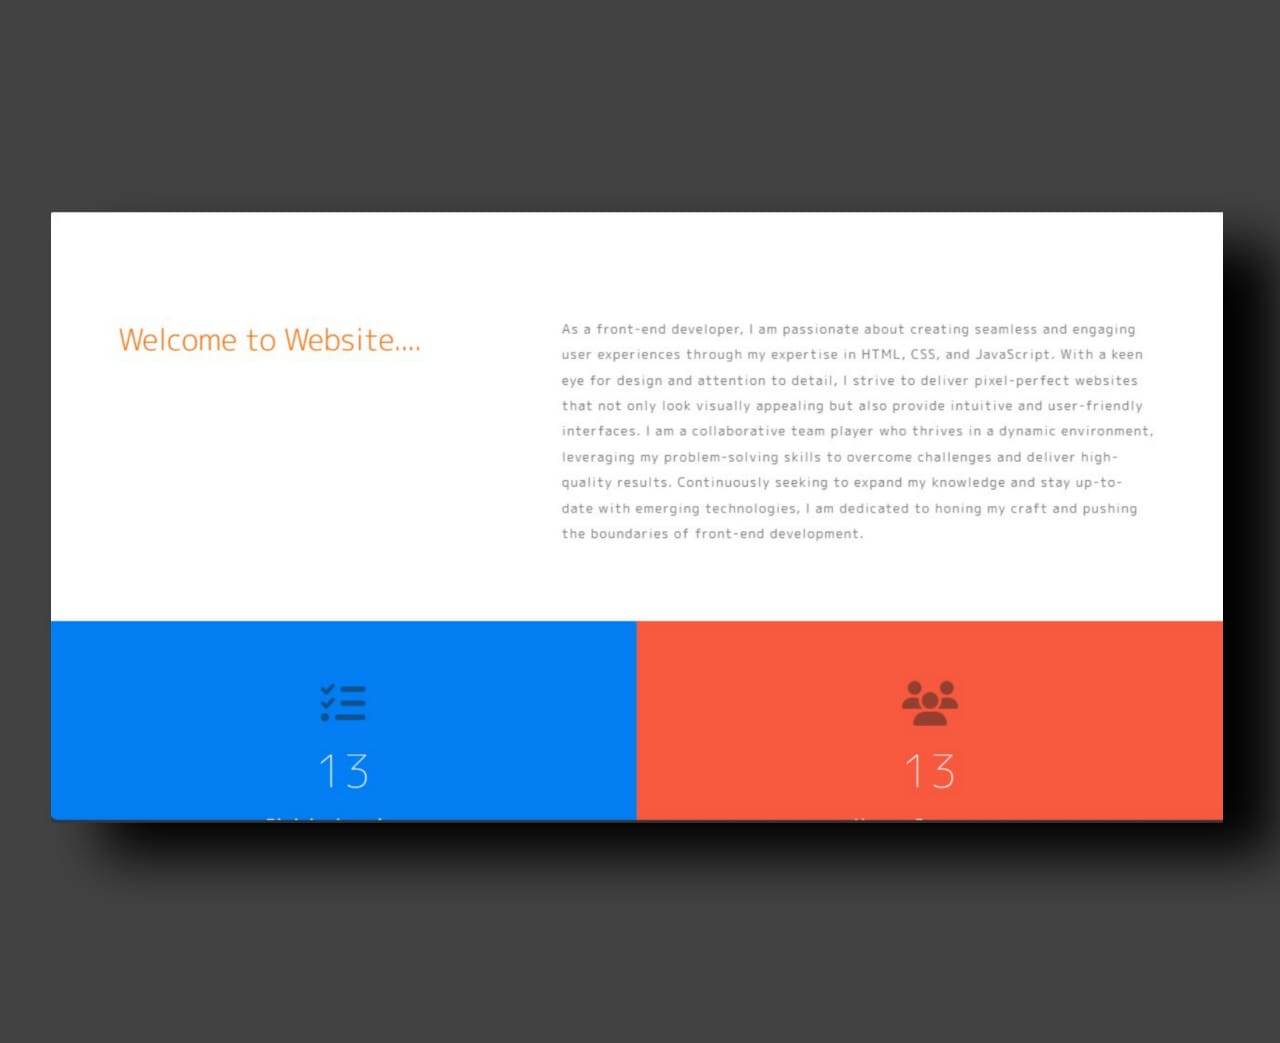 Welcome to Website....
As a front-end developer, I am passionate about creating seamless and engaging
user experiences through my expertise in HTML, CSS, and JavaScript. With a keen
eye for design and attention to detail, I strive to deliver pixel-perfect websites
that not only look visually appealing but also provide intuitive and user-friendly
interfaces. I am a collaborative team player who thrives in a dynamic environment,
leveraging my problem-solving skills to overcome challenges and deliver high-
quality results. Continuously seeking to expand my knowledge and stay up-to-
date with emerging technologies, I am dedicated to honing my craft and pushing
the boundaries of front-end development.
13
13